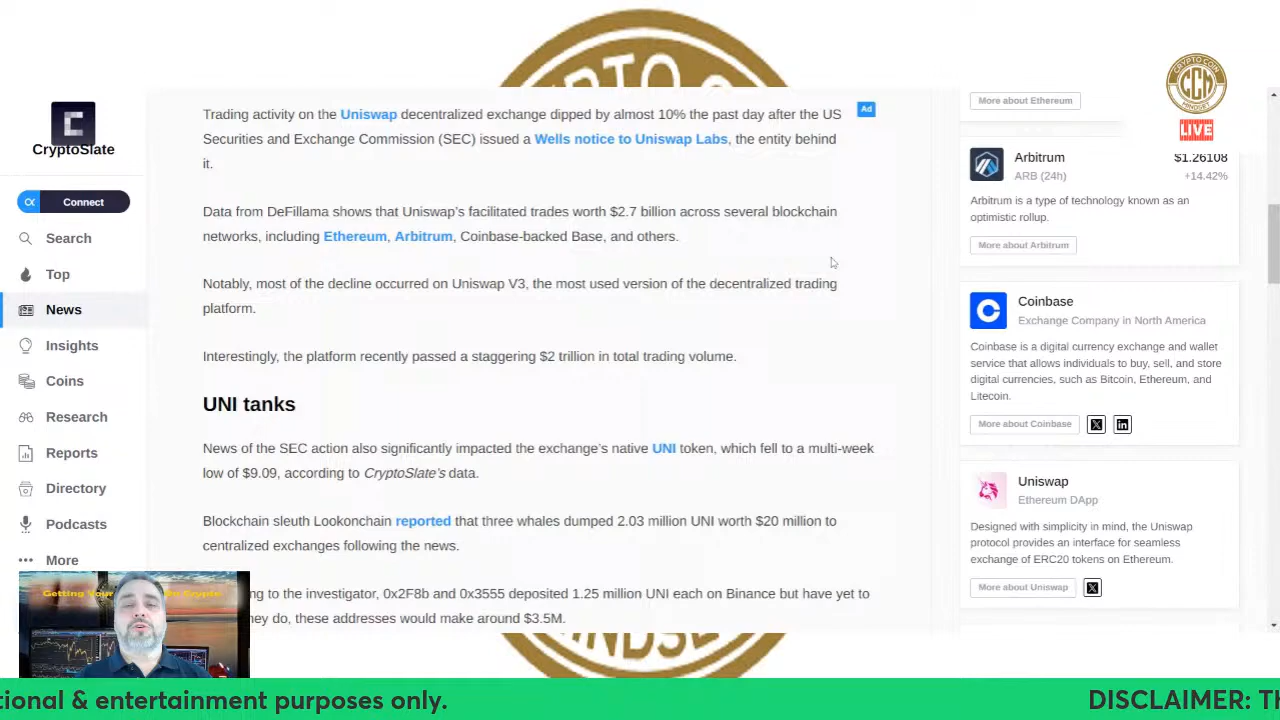 CRYPTO COIN
CCM
LIVE
CryptoSlate
Connect
Search
Top
News
Insights
Coins
Research
Reports
Directory
Podcasts
More
Trading activity on the Uniswap decentralized exchange dipped by almost 10% the past day after the US
Securities and Exchange Commission (SEC) issued a Wells notice to Uniswap Labs, the entity behind
it.
Ad
Data from DeFillama shows that Uniswap's facilitated trades worth $2.7 billion across several blockchain
networks, including Ethereum, Arbitrum, Coinbase-backed Base, and others.
Notably, most of the decline occurred on Uniswap V3, the most used version of the decentralized trading
platform.
Interestingly, the platform recently passed a staggering $2 trillion in total trading volume.
UNI tanks
News of the SEC action also significantly impacted the exchange's native UNI token, which fell to a multi-week
low of $9.09, according to CryptoSlate's data.
Blockchain sleuth Lookonchain reported that three whales dumped 2.03 million UNI worth $20 million to
centralized exchanges following the news.
to the investigator, 0x2F8b and 0x3555 deposited 1.25 million UNI each on Binance but have yet to
do, these addresses would make around $3.5M.
More about Ethereum
Arbitrum $1.26108
ARB (24h) +14.42%
Arbitrum is a type of technology known as an
optimistic rollup.
More about Arbitrum
Coinbase
Exchange Company in North America
Coinbase is a digital currency exchange and wallet
service that allows individuals to buy, sell, and store
digital currencies, such as Bitcoin, Ethereum, and
Litecoin.
More about Coinbase
Uniswap
Ethereum DApp
Designed with simplicity in mind, the Uniswap
protocol provides an interface for seamless
exchange of ERC20 tokens on Ethereum.
More about Uniswap
Getting Your Crypto
tional & entertainment purposes only. DISCLAIMER: Th